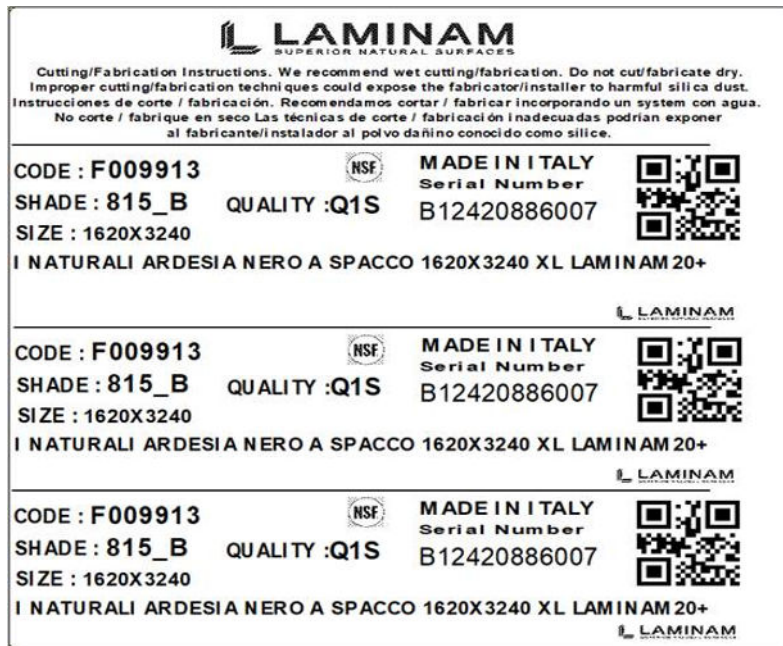 LAMINAM
SUPERIOR NATURAL SURFACES
Cutting/Fabrication Instructions. We recommend wet cutting/fabrication. Do not cut/fabricate dry.
Improper cutting/fabrication techniques could expose the fabricator/installer to harmful silica dust.
Instrucciones de corte / fabricación. Recomendamos cortar / fabricar incorporando un system con agua.
No corte / fabrique en seco Las técnicas de corte / fabricación inadecuadas podrían exponer
al fabricante/instalador al polvo dañino conocido como silice.
CODE : F009913 NSF MADE IN ITALY
Serial Number
SHADE : 815_B QUALITY :Q1S B12420886007
SIZE : 1620X3240
I NATURALI ARDESIA NERO A SPACCO 1620X3240 XL LAMINAM 20+
LAMINAM
CODE : F009913 NSF MADE IN ITALY
Serial Number
SHADE : 815_B QUALITY :Q1S B12420886007
SIZE : 1620X3240
I NATURALI ARDESIA NERO A SPACCO 1620X3240 XL LAMINAM 20+
LAMINAM
CODE : F009913 NSF MADE IN ITALY
Serial Number
SHADE : 815_B QUALITY :Q1S B12420886007
SIZE : 1620X3240
I NATURALI ARDESIA NERO A SPACCO 1620X3240 XL LAMINAM 20+
LAMINAM